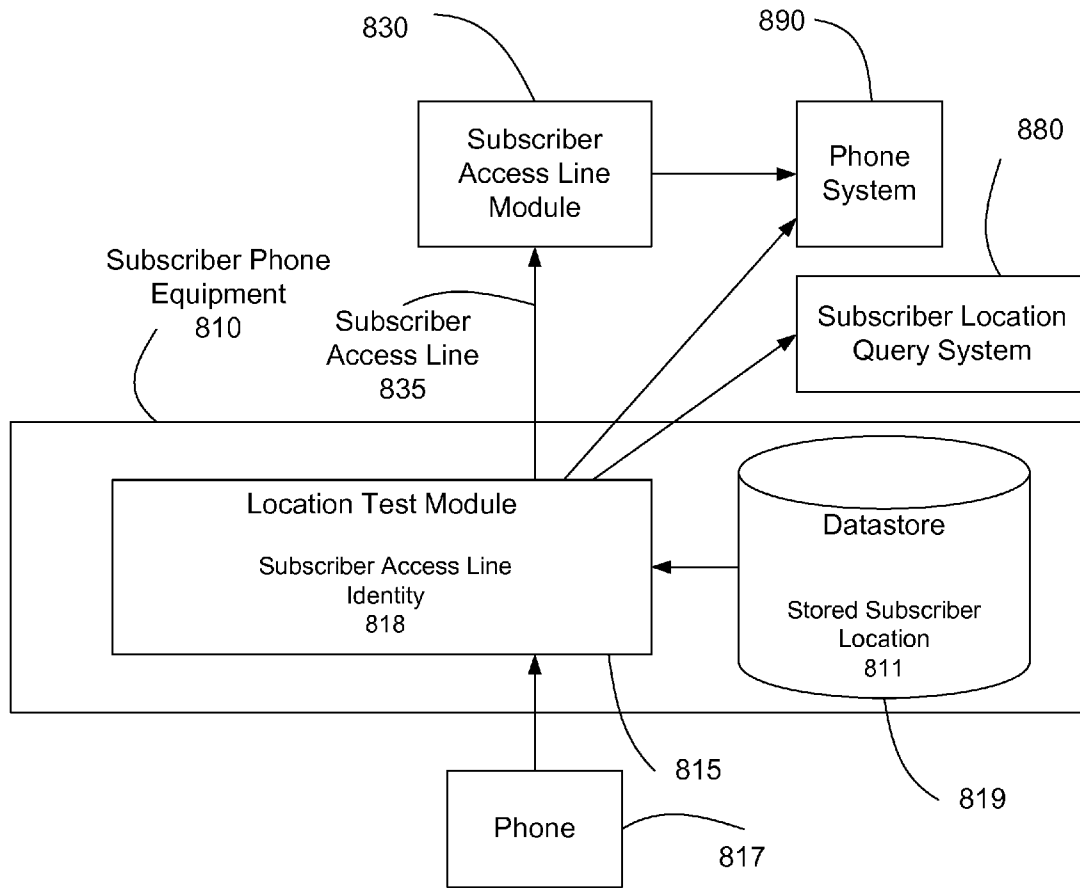 830
890
880
Subscriber
Access Line
Module
Phone
System
Subscriber Phone
Equipment
810
Subscriber
Access Line
835
Subscriber Location
Query System
Location Test Module
Subscriber Access Line
Identity
818
Datastore
Stored Subscriber
Location
811
815
819
Phone
817